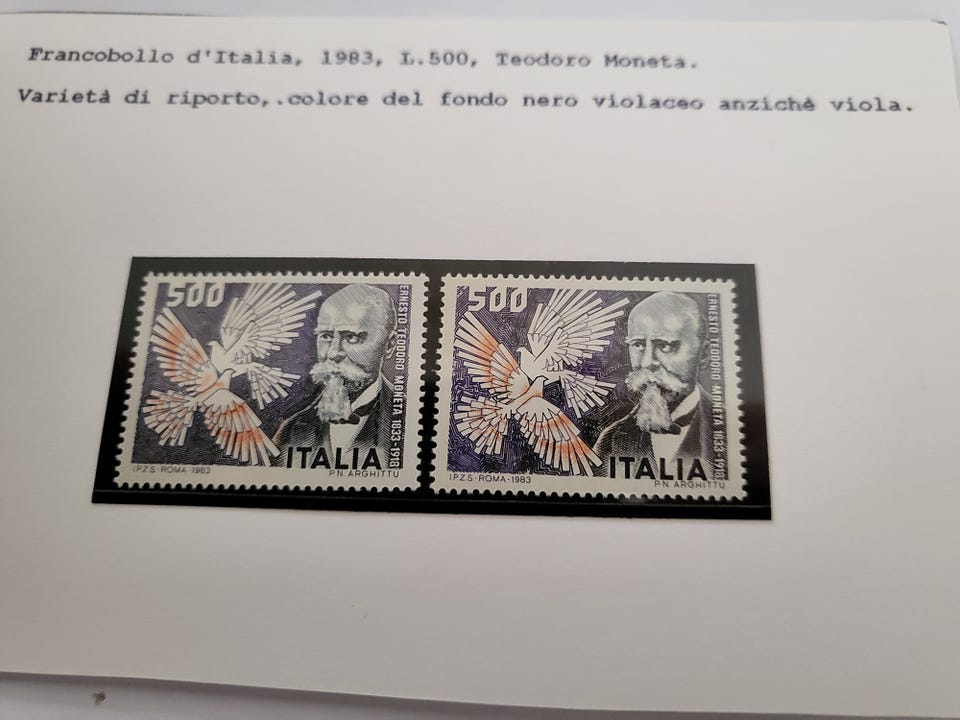 Francobollo d'Italia, 1983, L.500, Teodoro Moneta.
Varietà di riporto,.colore del fondo nero violaceo anzichè viola.
500
ERNESTO TEODORO MONETA 1833-1918
ITALIA
I.P.Z.S.-ROMA-1983
P.N. ARGHITTU
500
ERNESTO TEODORO MONETA 1833-1918
ITALIA
I.P.Z.S.-ROMA-1983
P.N. ARGHITTU